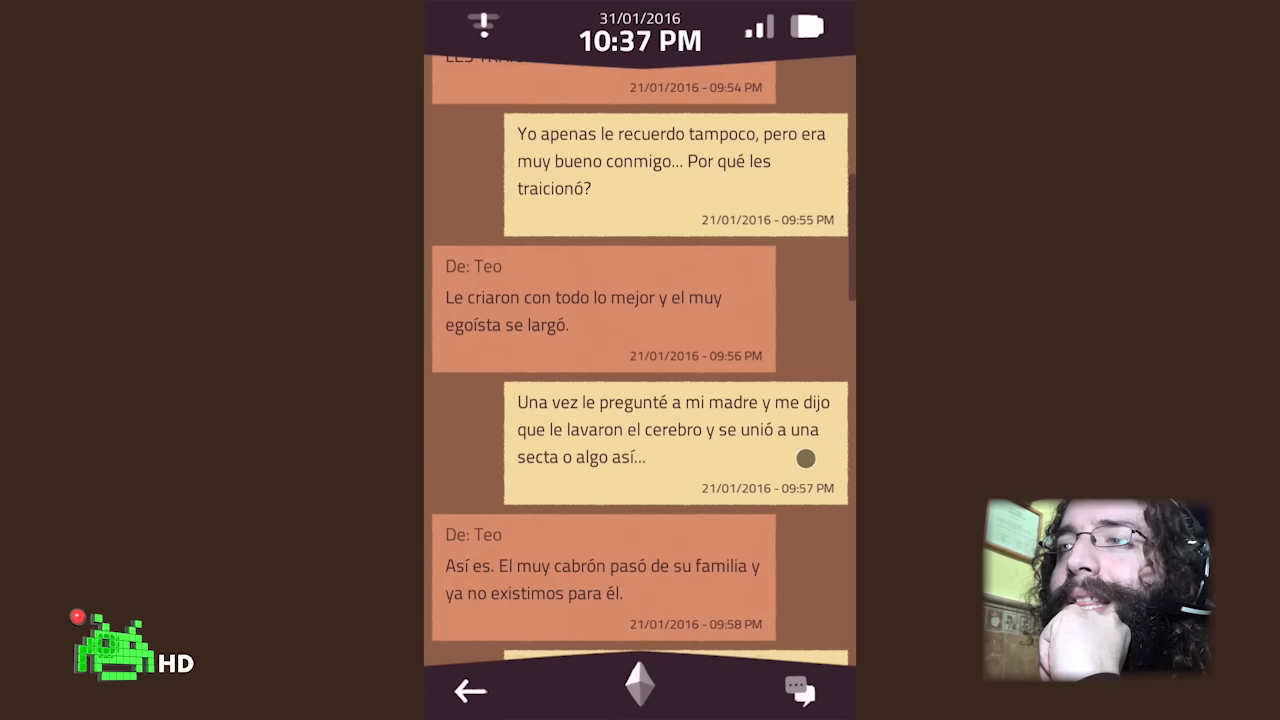 31/01/2016
10:37 PM
21/01/2016 - 09:54 PM
Yo apenas le recuerdo tampoco, pero era
muy bueno conmigo... Por qué les
traicionó?
21/01/2016 - 09:55 PM
De: Teo
Le criaron con todo lo mejor y el muy
egoísta se largó.
21/01/2016 - 09:56 PM
Una vez le pregunté a mi madre y me dijo
que le lavaron el cerebro y se unió a una
secta o algo así...
21/01/2016 - 09:57 PM
De: Teo
Así es. El muy cabrón pasó de su familia y
ya no existimos para él.
21/01/2016 - 09:58 PM
HD